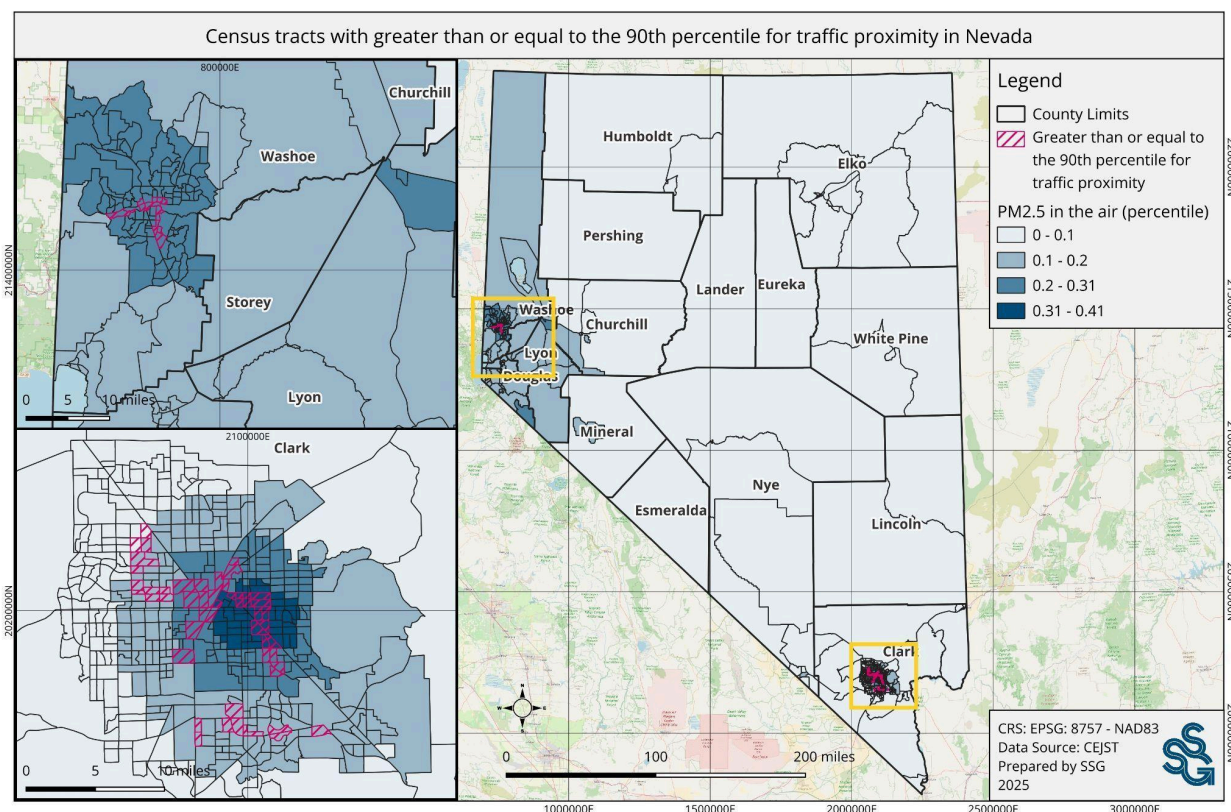 Census tracts with greater than or equal to the 90th percentile for traffic proximity in Nevada
800000E
Churchill
Washoe
2140000N
Storey
Lyon
0 5 10 miles
2100000E
Clark
2020000N
0 5 10 miles
Humboldt
Elko
Pershing
Lander
Eureka
Washoe
Churchill
White Pine
Lyon
Douglas
Mineral
Nye
Esmeralda
Lincoln
Clark
N
W E
S
0 100 200 miles
1000000E 1500000E 2000000E 2500000E 3000000E
Legend
County Limits
Greater than or equal to
the 90th percentile for
traffic proximity
PM2.5 in the air (percentile)
0 - 0.1
0.1 - 0.2
0.2 - 0.31
0.31 - 0.41
CRS: EPSG: 8757 - NAD83
Data Source: CEJST
Prepared by SSG
2025
SSG